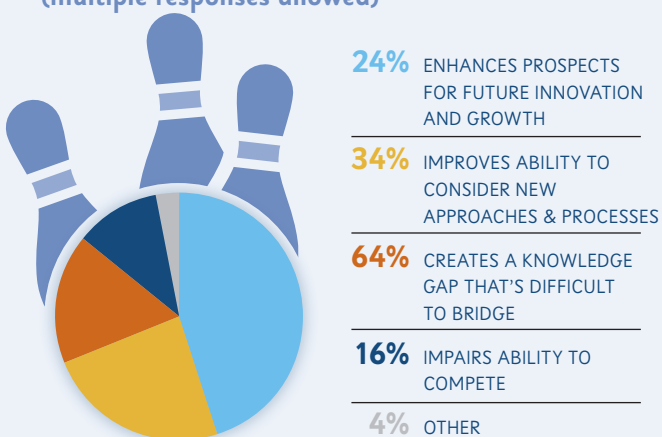 (multiple responses allowed)
24% ENHANCES PROSPECTS
FOR FUTURE INNOVATION
AND GROWTH
34% IMPROVES ABILITY TO
CONSIDER NEW
APPROACHES & PROCESSES
64% CREATES A KNOWLEDGE
GAP THAT'S DIFFICULT
TO BRIDGE
16% IMPAIRS ABILITY TO
COMPETE
4% OTHER